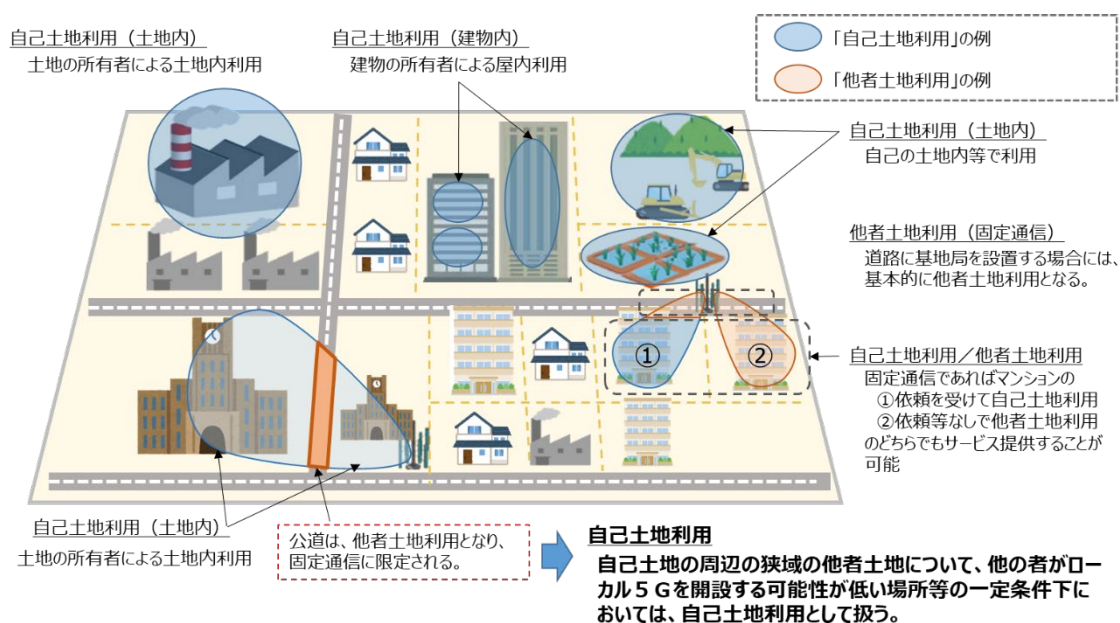 自己土地利用（土地内）
土地の所有者による土地内利用
自己土地利用（建物内）
建物の所有者による屋内利用
「自己土地利用」の例
「他者土地利用」の例
自己土地利用（土地内）
自己の土地内等で利用
他者土地利用（固定通信）
道路に基地局を設置する場合には、
基本的に他者土地利用となる。
①
②
自己土地利用／他者土地利用
固定通信であればマンションの
①依頼を受けて自己土地利用
②依頼等なしで他者土地利用
のどちらでもサービス提供することが
可能
自己土地利用（土地内）
土地の所有者による土地内利用
公道は、他者土地利用となり、
固定通信に限定される。
自己土地利用
自己土地の周辺の狭域の他者土地について、他の者がロー
カル５Ｇを開設する可能性が低い場所等の一定条件下に
おいては、自己土地利用として扱う。